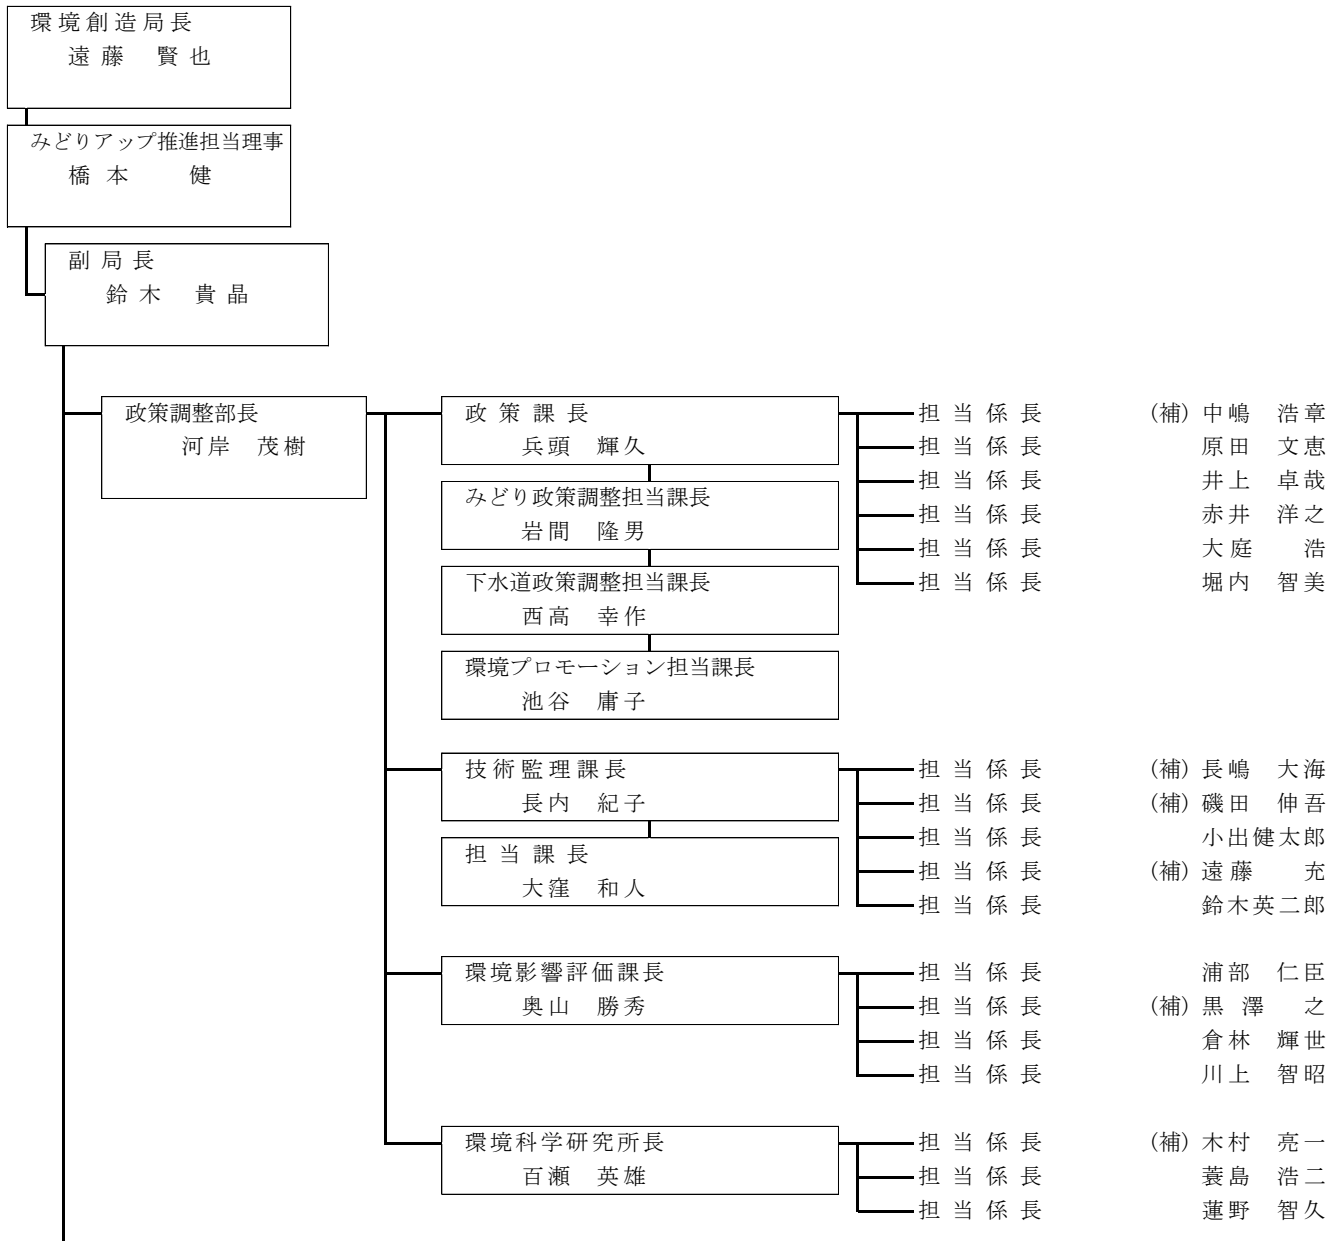 環境創造局長
遠藤　賢也
みどりアップ推進担当理事
橋本　健
副局長
鈴木　貴晶
政策調整部長
河岸　茂樹
政策課長
兵頭　輝久
みどり政策調整担当課長
岩間　隆男
下水道政策調整担当課長
西高　幸作
環境プロモーション担当課長
池谷　庸子
担当係長　(補)中嶋　浩章
担当係長　原田　文恵
担当係長　井上　卓哉
担当係長　赤井　洋之
担当係長　大庭　浩
担当係長　堀内　智美
技術監理課長
長内　紀子
担当課長
大窪　和人
担当係長　(補)長嶋　大海
担当係長　(補)磯田　伸吾
担当係長　小出健太郎
担当係長　(補)遠藤　充
担当係長　鈴木英二郎
環境影響評価課長
奥山　勝秀
担当係長　浦部　仁臣
担当係長　(補)黒澤　之
担当係長　倉林　輝世
担当係長　川上　智昭
環境科学研究所長
百瀬　英雄
担当係長　(補)木村　亮一
担当係長　蓑島　浩二
担当係長　蓮野　智久